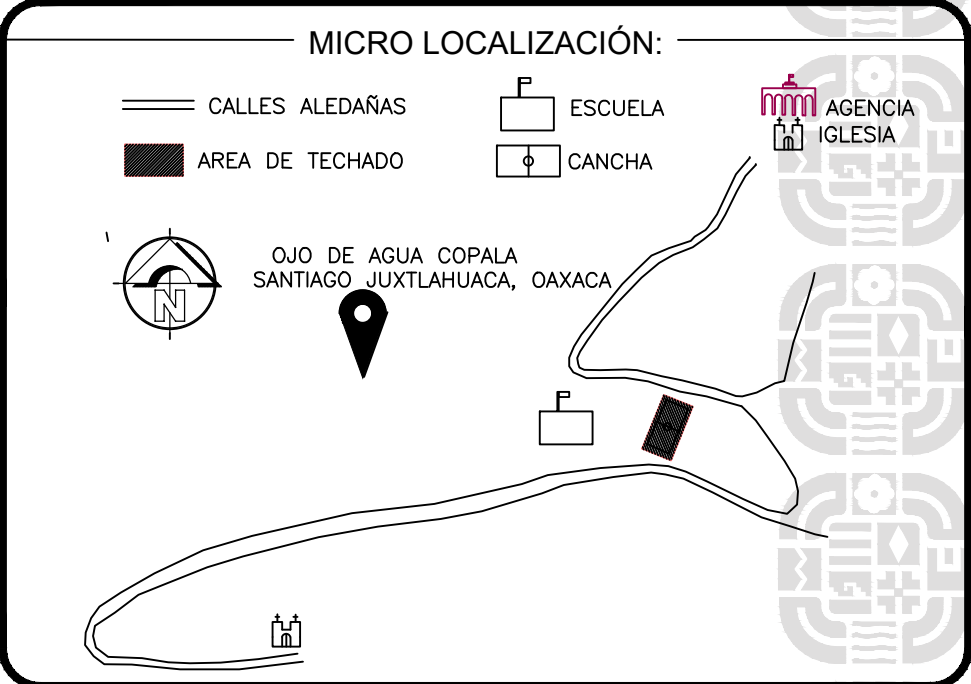 MICRO LOCALIZACIÓN:
CALLES ALEDAÑAS
ESCUELA
AGENCIA
IGLESIA
AREA DE TECHADO
CANCHA
OJO DE AGUA COPALA
SANTIAGO JUXTLAHUACA, OAXACA
N